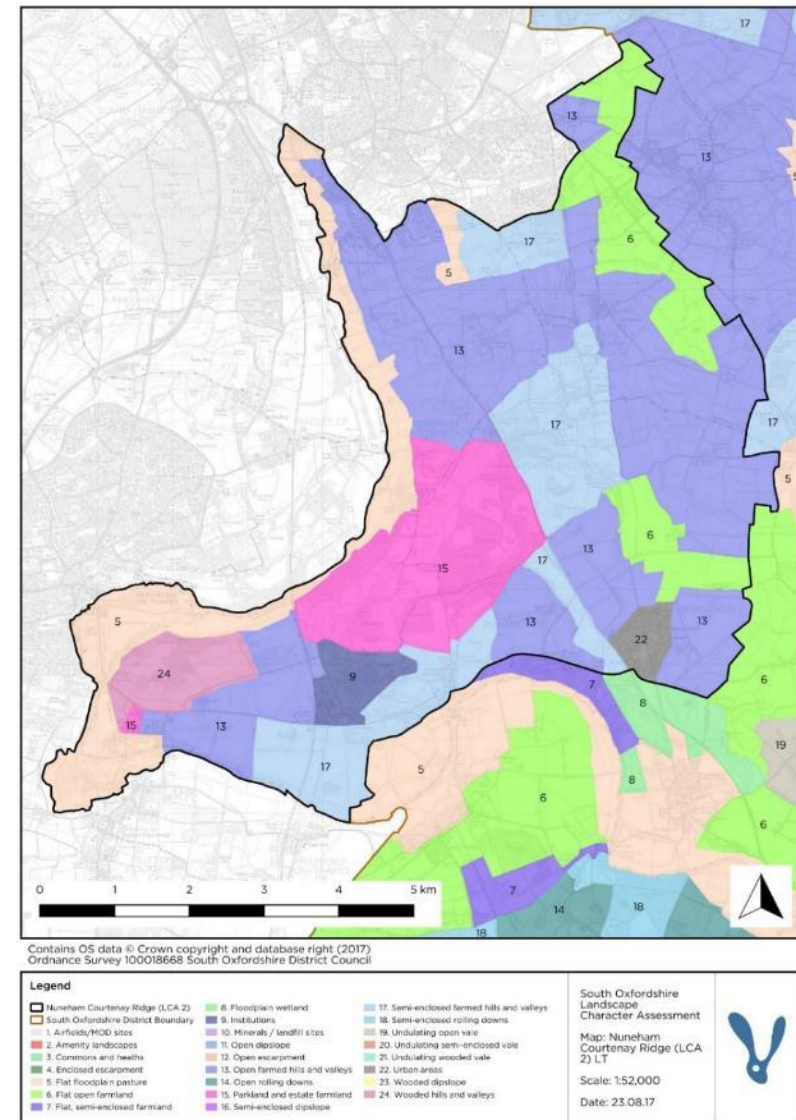 17
13
13
5
6
17
5
13
17
17
5
6
13
15
17
5
13
22
13
24
9
7
8
6
15
13
19
17
5
8
6
6
7
14
18
18
0 1 2 3 4 5 km
Contains OS data © Crown copyright and database right (2017)
Ordnance Survey 100018668 South Oxfordshire District Council
Legend
Nuneham Courtenay Ridge (LCA 2)
South Oxfordshire District Boundary
1. Airfields/MOD sites
2. Amenity landscapes
3. Commons and heaths
4. Enclosed escarpment
5. Flat floodplain pasture
6. Flat open farmland
7. Flat, semi-enclosed farmland
8. Floodplain wetland
9. Institutions
10. Minerals / landfill sites
11. Open dipslope
12. Open escarpment
13. Open farmed hills and valleys
14. Open rolling downs
15. Parkland and estate farmland
16. Semi-enclosed dipslope
17. Semi-enclosed farmed hills and valleys
18. Semi-enclosed rolling downs
19. Undulating open vale
20. Undulating semi-enclosed vale
21. Undulating wooded vale
22. Urban areas
23. Wooded dipslope
24. Wooded hills and valleys
South Oxfordshire
Landscape
Character Assessment
Map: Nuneham
Courtenay Ridge (LCA
2) LT
Scale: 1:52,000
Date: 23.08.17